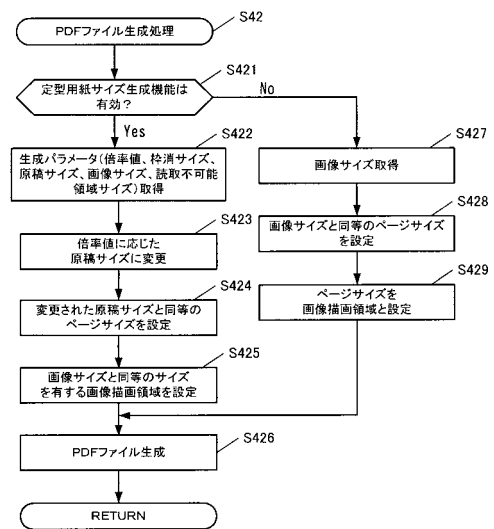 PDFファイル生成処理
S42
定型用紙サイズ生成機能は
有効?
S421
No
Yes
S422
生成パラメータ(倍率値、枠消サイズ、
原稿サイズ、画像サイズ、読取不可能
領域サイズ)取得
S427
画像サイズ取得
S423
倍率値に応じた
原稿サイズに変更
S428
画像サイズと同等のページサイズ
を設定
S424
変更された原稿サイズと同等の
ページサイズを設定
S429
ページサイズを
画像描画領域と設定
S425
画像サイズと同等のサイズ
を有する画像描画領域を設定
S426
PDFファイル生成
RETURN